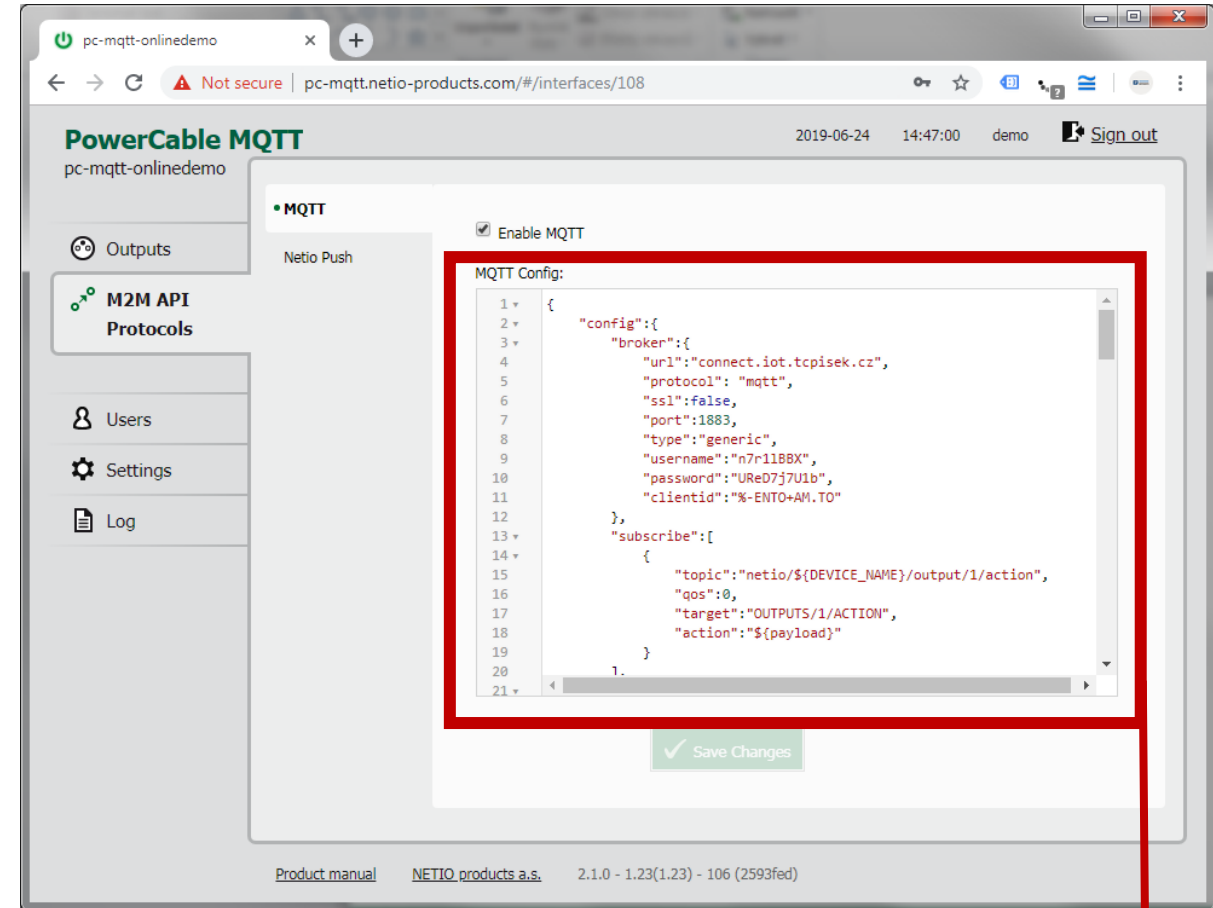 pc-mqtt-onlinedemo
Not secure | pc-mqtt.netio-products.com/#/interfaces/108
PowerCable MQTT
2019-06-24 14:47:00 demo Sign out
pc-mqtt-onlinedemo
• MQTT
Netio Push
Outputs
M2M API
Protocols
Users
Settings
Log
Enable MQTT
MQTT Config:
1 {
2 "config":{
3 "broker":{
4 "url":"connect.iot.tcpisek.cz",
5 "protocol": "mqtt",
6 "ssl":false,
7 "port":1883,
8 "type":"generic",
9 "username":"n7r1lBBX",
10 "password":"UReD7j7U1b",
11 "clientid":"%-ENTO+AM.TO"
12 },
13 "subscribe":[
14 {
15 "topic":"netio/${DEVICE_NAME}/output/1/action",
16 "qos":0,
17 "target":"OUTPUTS/1/ACTION",
18 "action":"${payload}"
19 }
20 ],
21
Save Changes
Product manual NETIO products a.s. 2.1.0 - 1.23(1.23) - 106 (2593fed)